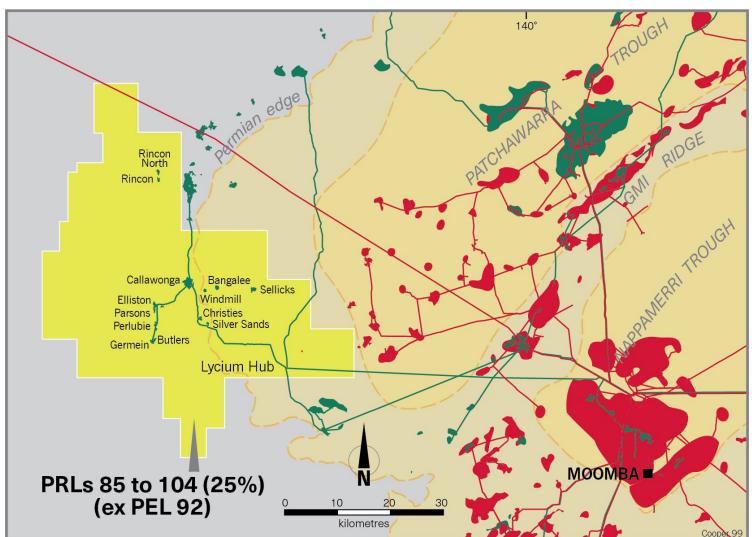 140°
TROUGH
PATCHAWARRA
Permian edge
GMI RIDGE
NAPPAMERRI TROUGH
Rincon
North
Rincon
Callawonga
Bangalee
Sellicks
Elliston
Windmill
Parsons
Christies
Perlubie
Silver Sands
Germein
Butlers
Lycium Hub
PRLs 85 to 104 (25%)
(ex PEL 92)
N
MOOMBA
0 10 20 30
kilometres
Cooper 99